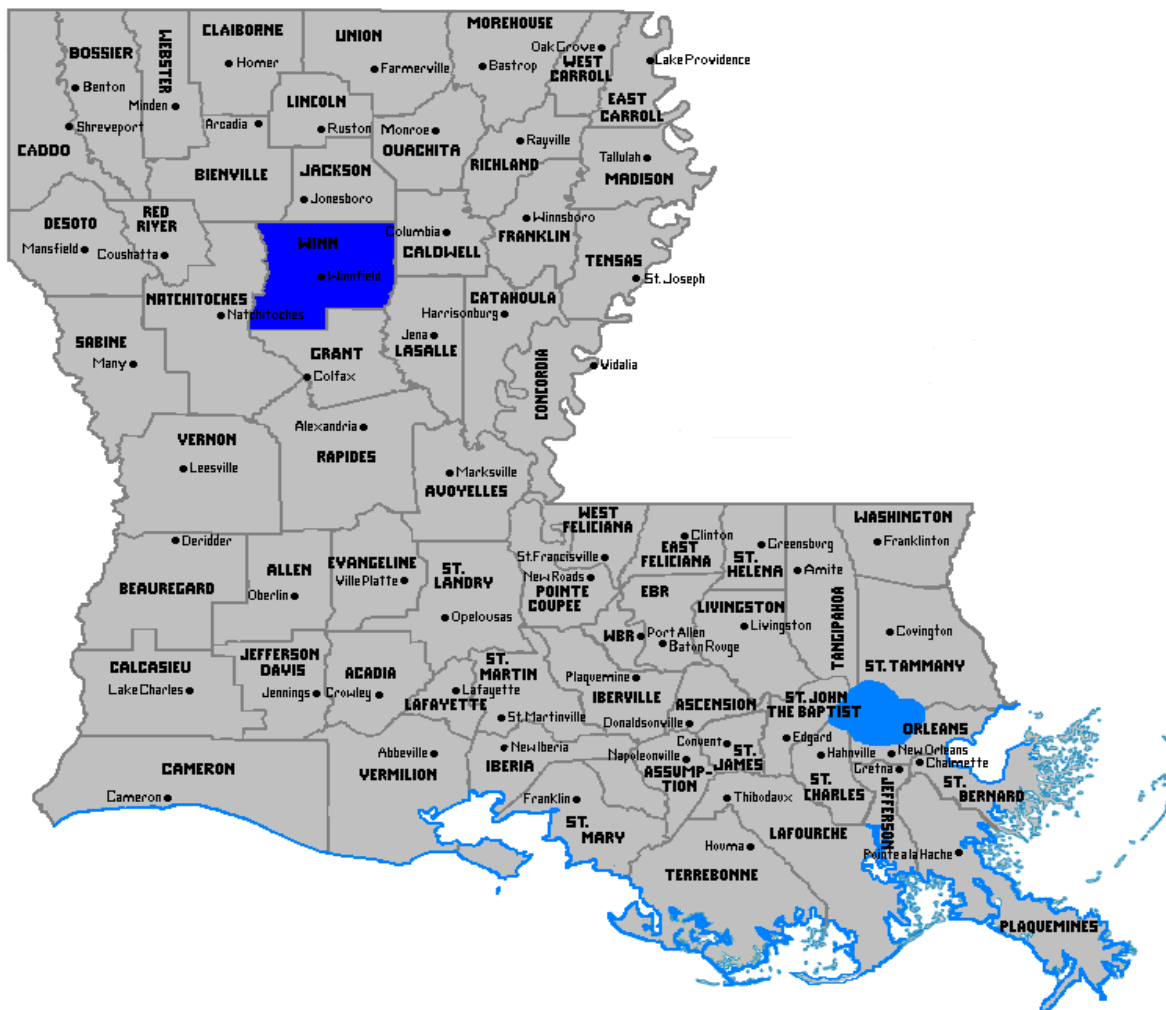 MOREHOUSE
CLAIBORNE
UNION
WEBSTER
BOSSIER
Oak Grove
WEST
CARROLL
Lake Providence
Homer
Farmerville
Bastrop
Benton
Minden
LINCOLN
EAST
CARROLL
Shreveport
Arcadia
Ruston
Monroe
OUACHITA
Rayville
CADDO
RICHLAND
Tallulah
MADISON
BIENVILLE
JACKSON
Jonesboro
RED
RIVER
DESOTO
Mansfield
Coushatta
WINN
Winnfield
Columbia
CALDWELL
Winnsboro
FRANKLIN
TENSAS
St. Joseph
NATCHITOCHES
Natchitoches
CATAHOULA
Harrisonburg
SABINE
Many
GRANT
Colfax
Jena
LASALLE
CONCORDIA
Vidalia
VERNON
Leesville
Alexandria
RAPIDES
Marksville
AVOYELLES
WEST
FELICIANA
WASHINGTON
Franklinton
Deridder
BEAUREGARD
ALLEN
Oberlin
EVANGELINE
Ville Platte
ST.
LANDRY
Opelousas
St. Francisville
New Roads
POINTE
COUPEE
Clinton
EAST
FELICIANA
Greensburg
ST.
HELENA
Amite
TANGIPAHOA
EBR
LIVINGSTON
Livingston
WBR
Port Allen
Baton Rouge
Covington
ST. TAMMANY
CALCASIEU
Lake Charles
JEFFERSON
DAVIS
Jennings
ACADIA
Crowley
LAFAYETTE
Lafayette
ST.
MARTIN
St. Martinville
Plaquemine
IBERVILLE
ASCENSION
Donaldsonville
ST. JOHN
THE BAPTIST
Edgard
ORLEANS
New Orleans
Chalmette
CAMERON
Cameron
Abbeville
VERMILION
New Iberia
IBERIA
Napoleonville
ASSUMP-
TION
Convent
ST.
JAMES
Hahnville
ST.
CHARLES
Gretna
JEFFERSON
ST.
BERNARD
Franklin
ST.
MARY
Thibodaux
LAFOURCHE
Houma
TERREBONNE
Pointe a la Hache
PLAQUEMINES